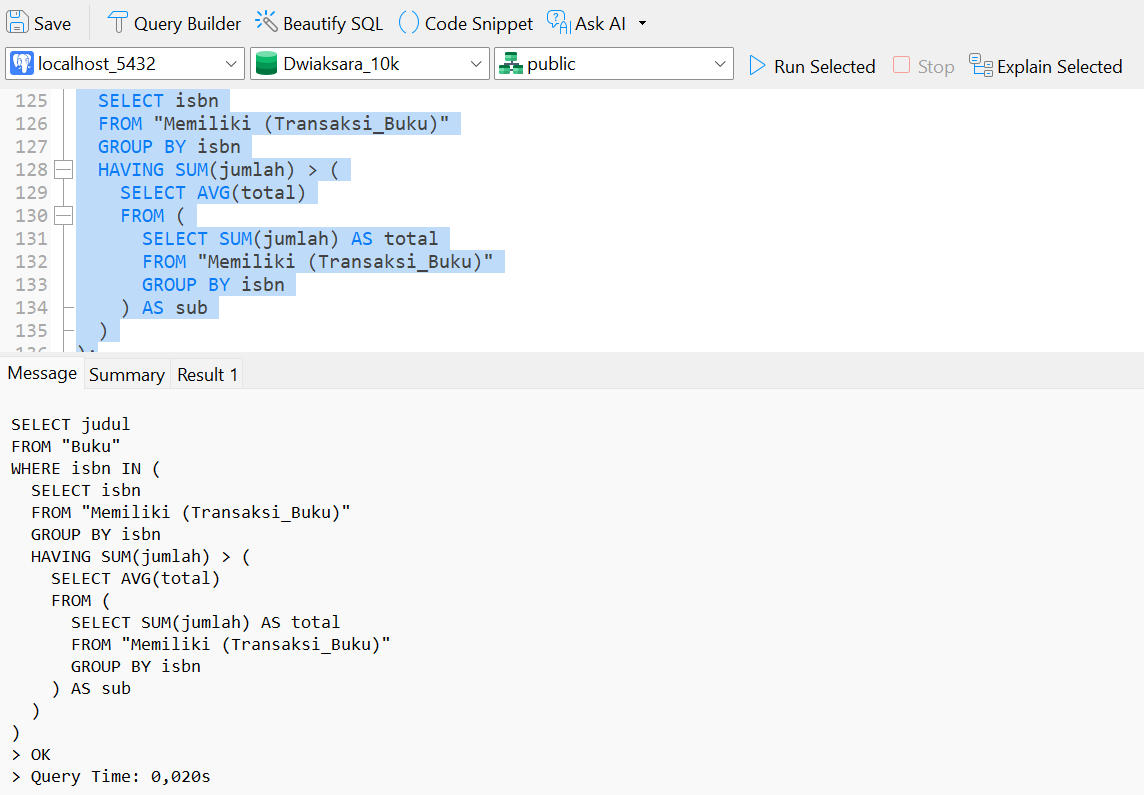 Save Query Builder Beautify SQL () Code Snippet Ask AI
localhost_5432 Dwiaksara_10k public Run Selected Stop Explain Selected
125 SELECT isbn
126 FROM "Memiliki (Transaksi_Buku)"
127 GROUP BY isbn
128 HAVING SUM(jumlah) > (
129 SELECT AVG(total)
130 FROM (
131 SELECT SUM(jumlah) AS total
132 FROM "Memiliki (Transaksi_Buku)"
133 GROUP BY isbn
134 ) AS sub
135 )
136 );
Message Summary Result 1
SELECT judul
FROM "Buku"
WHERE isbn IN (
SELECT isbn
FROM "Memiliki (Transaksi_Buku)"
GROUP BY isbn
HAVING SUM(jumlah) > (
SELECT AVG(total)
FROM (
SELECT SUM(jumlah) AS total
FROM "Memiliki (Transaksi_Buku)"
GROUP BY isbn
) AS sub
)
)
> OK
> Query Time: 0,020s